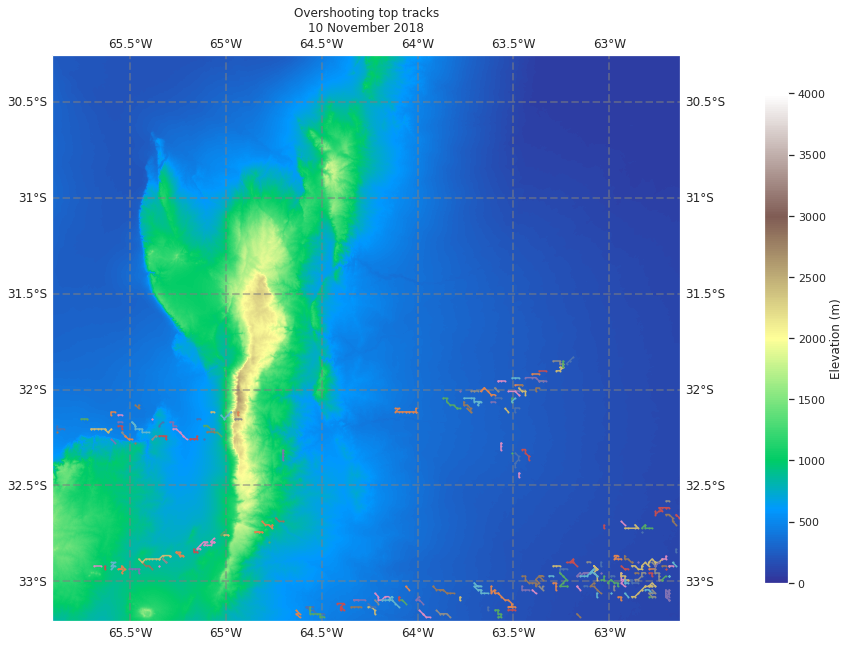 Overshooting top tracks
10 November 2018
65.5°W 65°W 64.5°W 64°W 63.5°W 63°W
30.5°S 30.5°S
31°S 31°S
31.5°S 31.5°S
32°S 32°S
32.5°S 32.5°S
33°S 33°S
65.5°W 65°W 64.5°W 64°W 63.5°W 63°W
4000
3500
3000
2500
2000
1500
1000
500
0
Elevation (m)